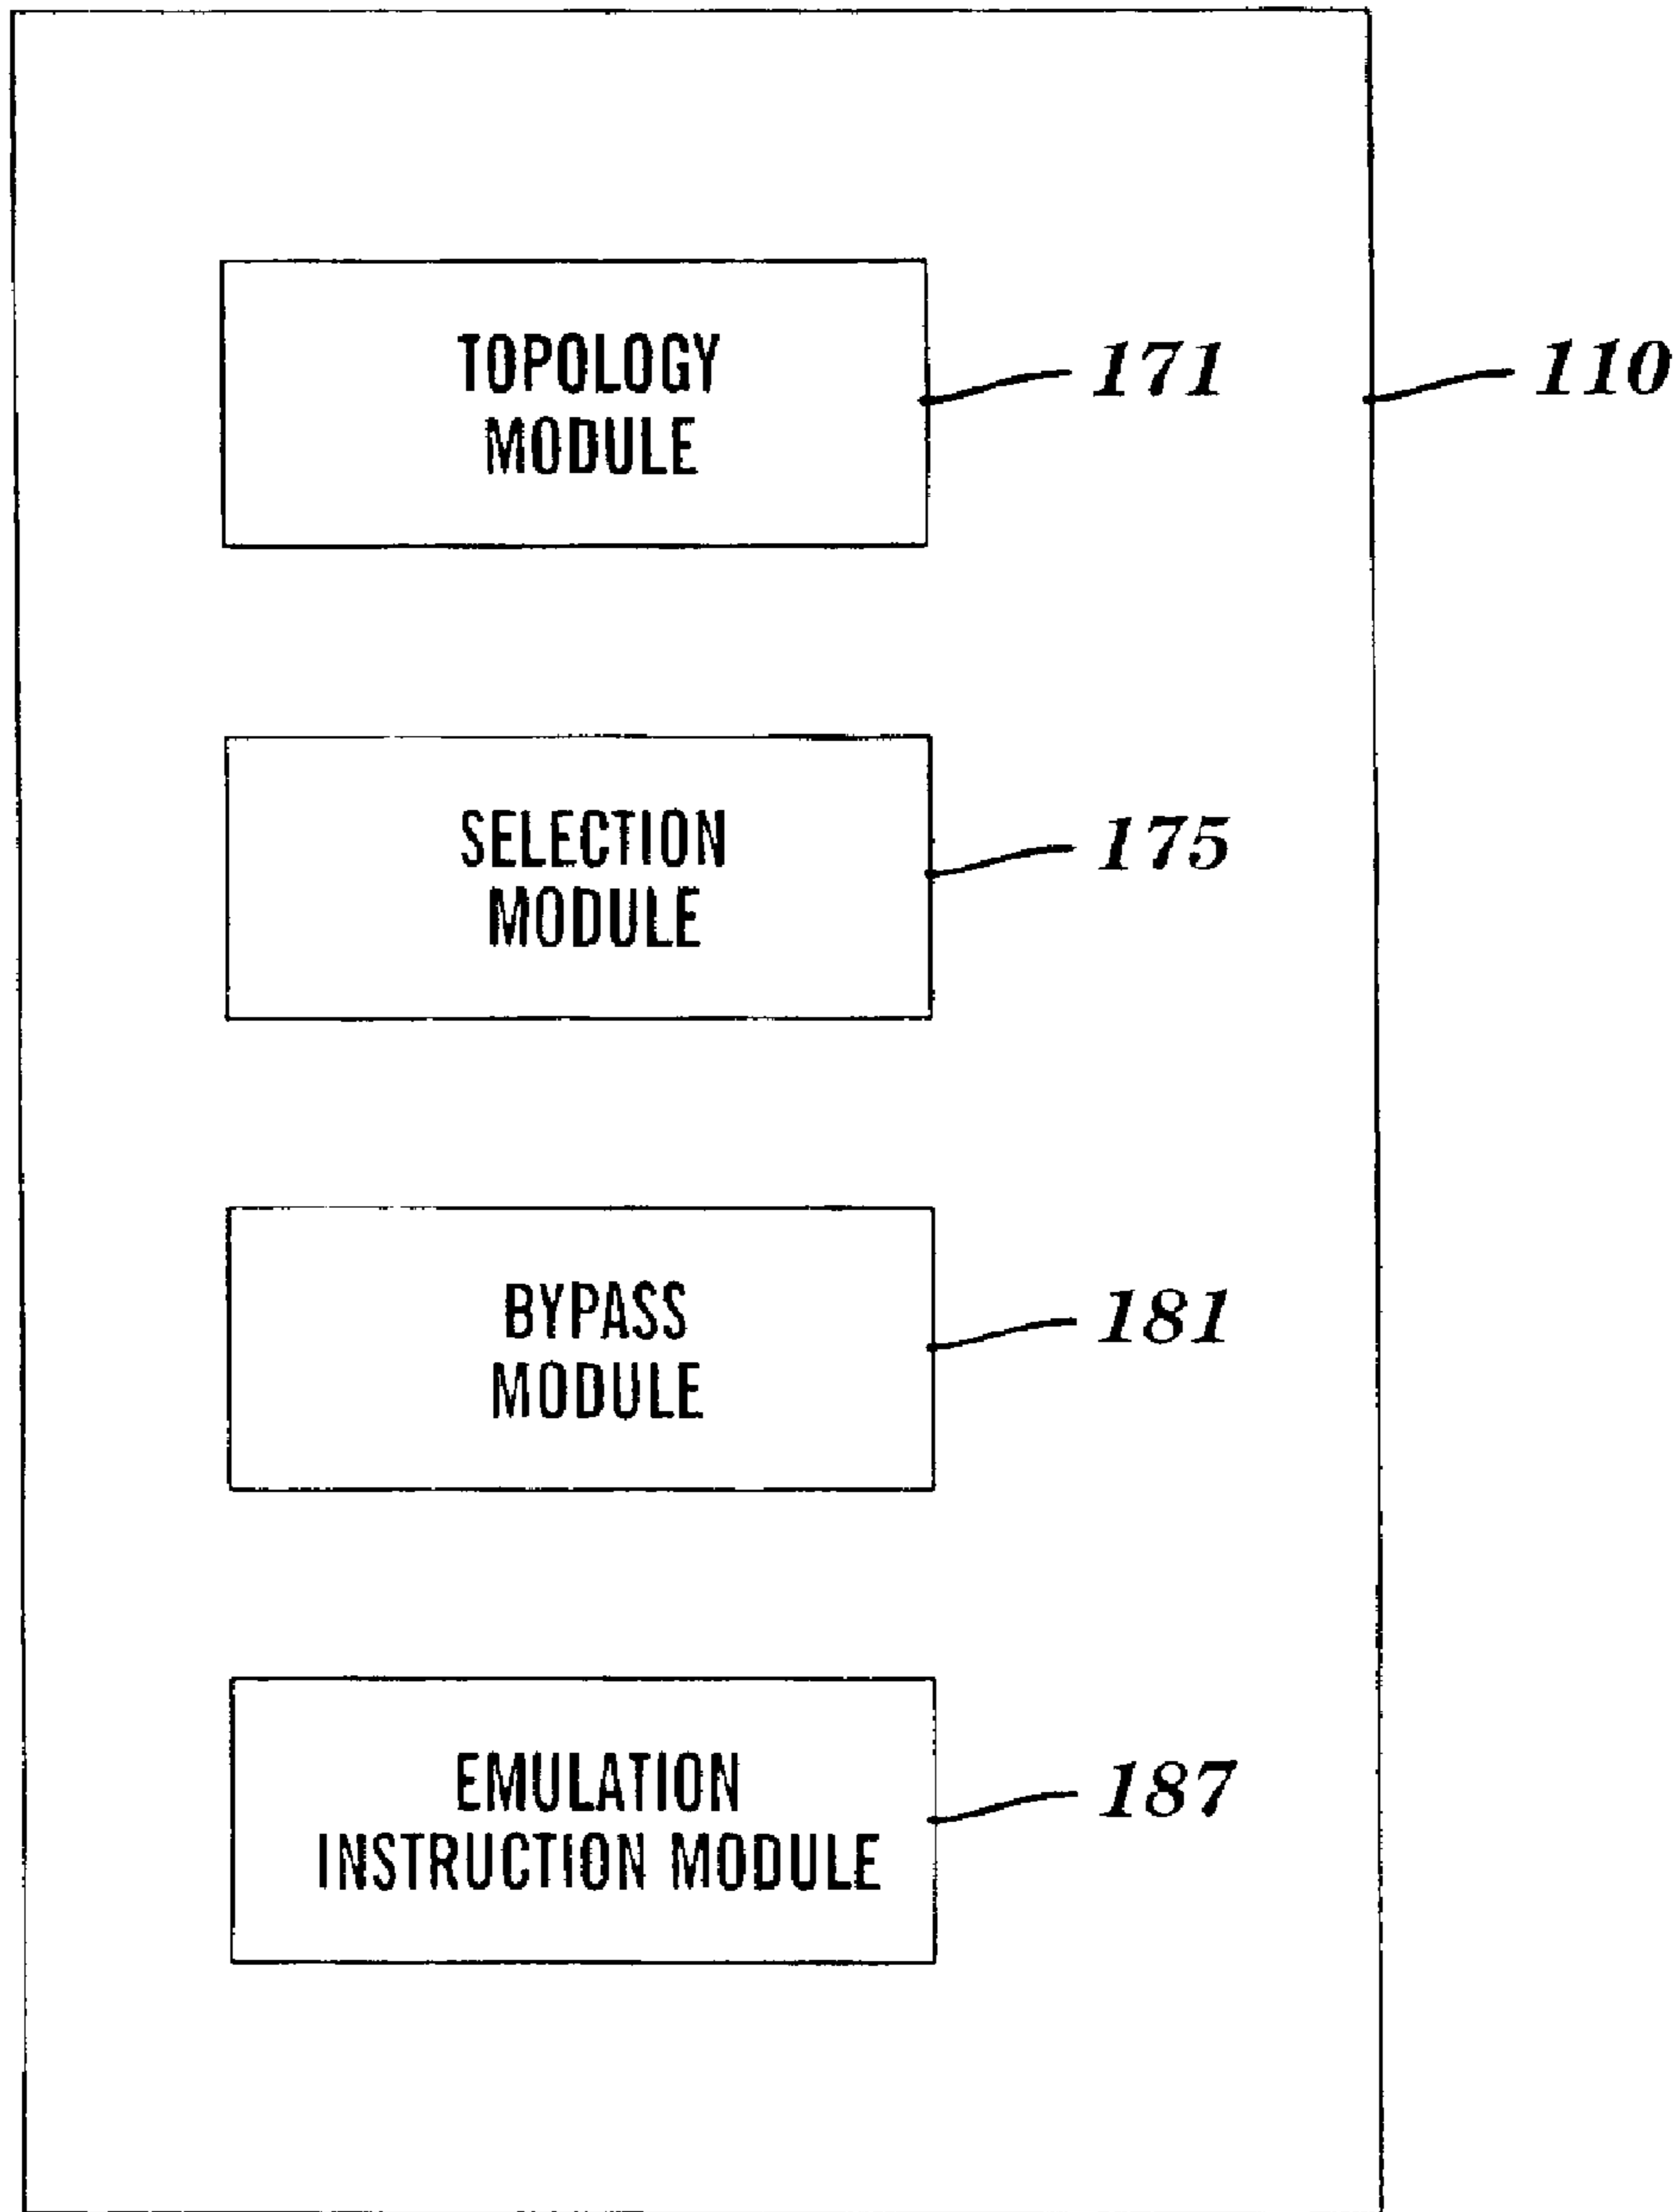 TOPOLOGY
MODULE
171
110
SELECTION
MODULE
175
BYPASS
MODULE
181
EMULATION
INSTRUCTION MODULE
187